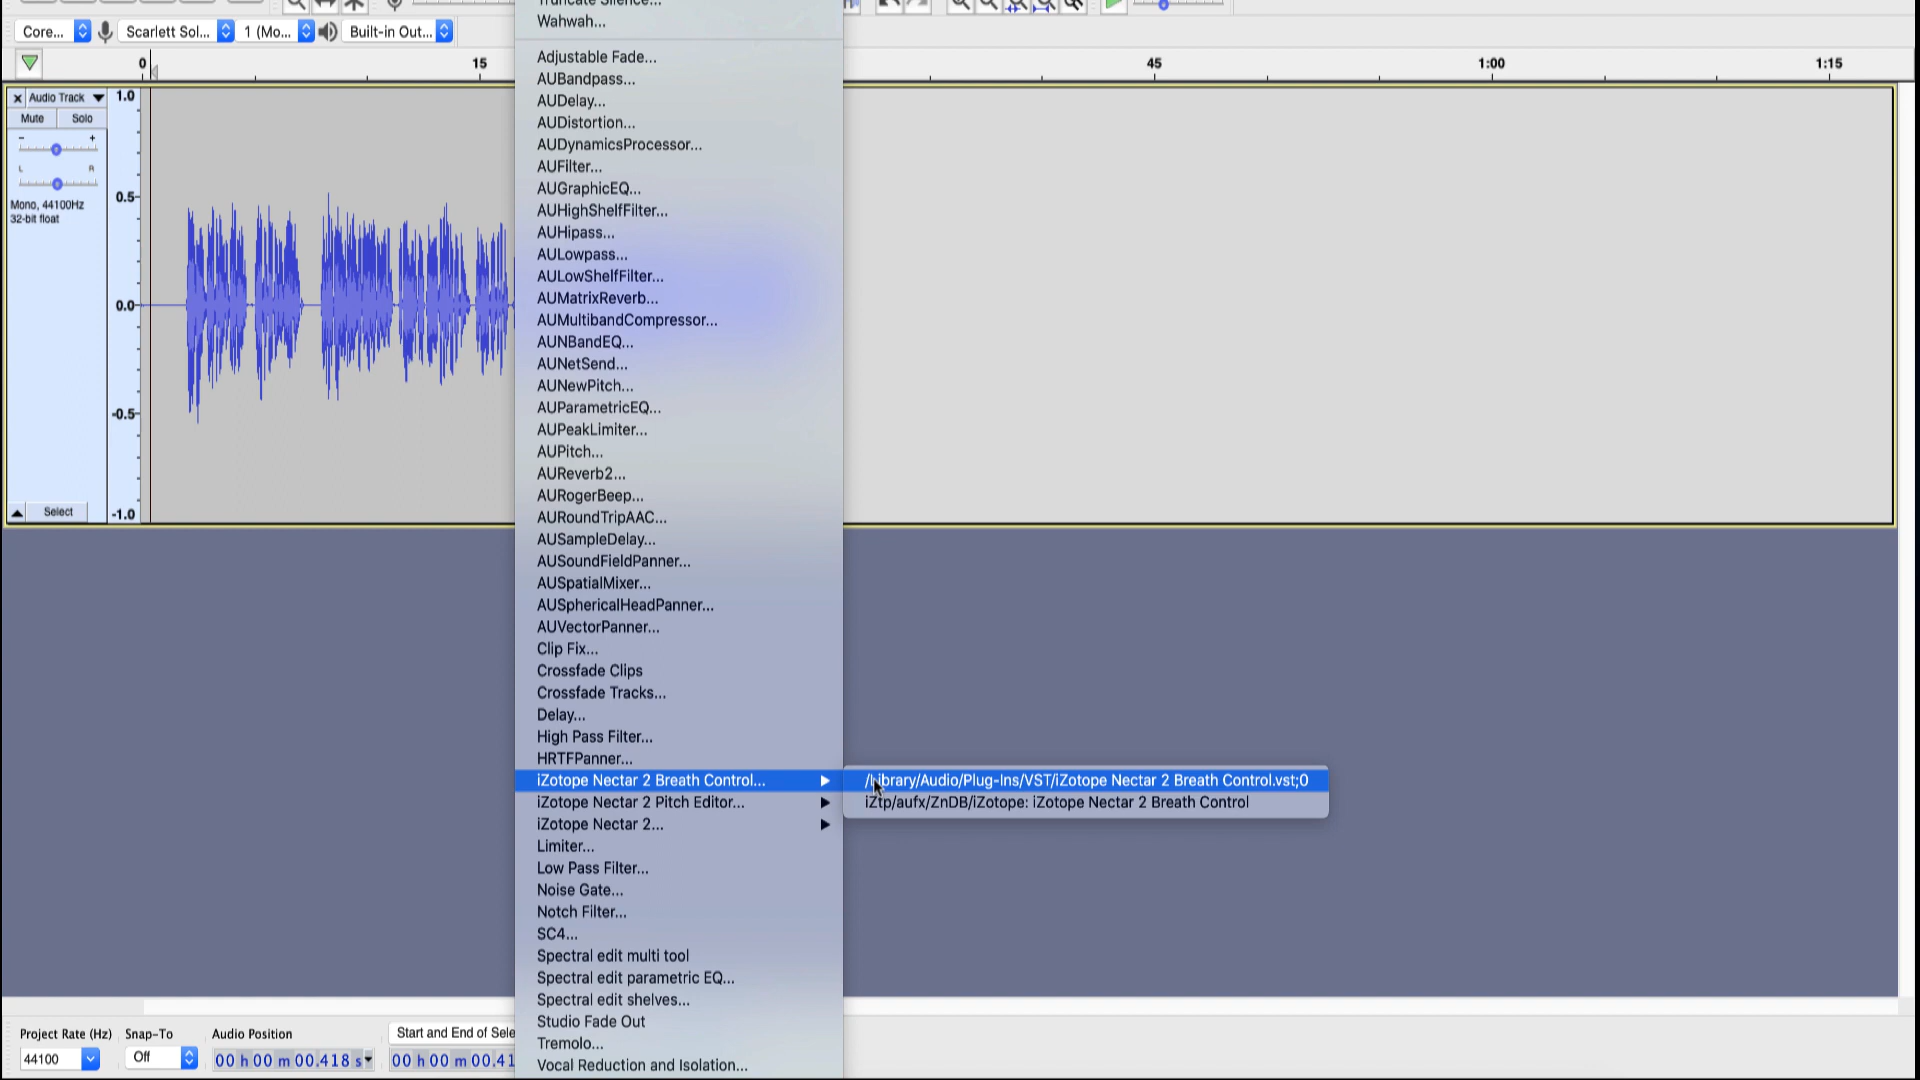 Truncate Silence...
Wahwah...
Core...
Scarlett Sol...
1 (Mo...
Built-in Out...
0
15
45
1:00
1:15
Audio Track
Mute
Solo
-
+
L
R
Mono, 44100Hz
32-bit float
Select
1.0
0.5
0.0
-0.5
-1.0
Adjustable Fade...
AUBandpass...
AUDelay...
AUDistortion...
AUDynamicsProcessor...
AUFilter...
AUGraphicEQ...
AUHighShelfFilter...
AUHipass...
AULowpass...
AULowShelfFilter...
AUMatrixReverb...
AUMultibandCompressor...
AUNBandEQ...
AUNetSend...
AUNewPitch...
AUParametricEQ...
AUPeakLimiter...
AUPitch...
AUReverb2...
AURogerBeep...
AURoundTripAAC...
AUSampleDelay...
AUSoundFieldPanner...
AUSpatialMixer...
AUSphericalHeadPanner...
AUVectorPanner...
Clip Fix...
Crossfade Clips
Crossfade Tracks...
Delay...
High Pass Filter...
HRTFPanner...
iZotope Nectar 2 Breath Control...
/Library/Audio/Plug-Ins/VST/iZotope Nectar 2 Breath Control.vst;0
iZotope Nectar 2 Pitch Editor...
iZtp/aufx/ZnDB/iZotope: iZotope Nectar 2 Breath Control
iZotope Nectar 2...
Limiter...
Low Pass Filter...
Noise Gate...
Notch Filter...
SC4...
Spectral edit multi tool
Spectral edit parametric EQ...
Spectral edit shelves...
Studio Fade Out
Tremolo...
Vocal Reduction and Isolation...
Project Rate (Hz)
Snap-To
Audio Position
Start and End of Sele
44100
Off
00 h 00 m 00.418 s
00 h 00 m 00.41